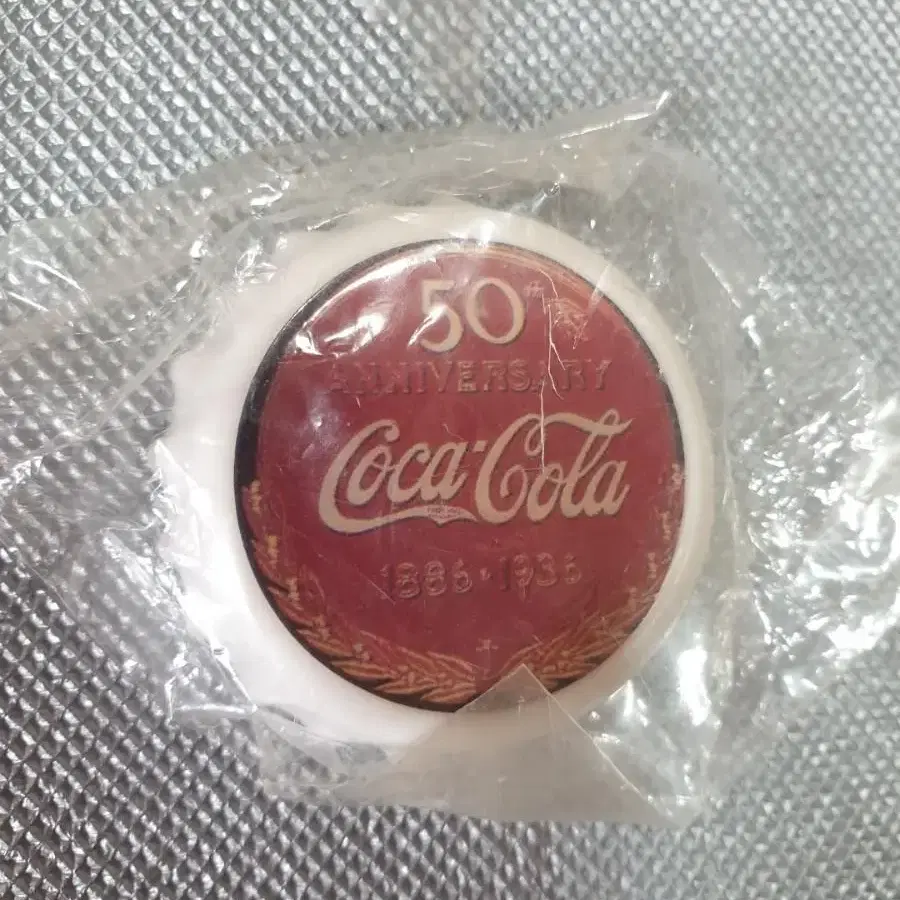 50th
ANNIVERSARY
Coca-Cola
1886·1936